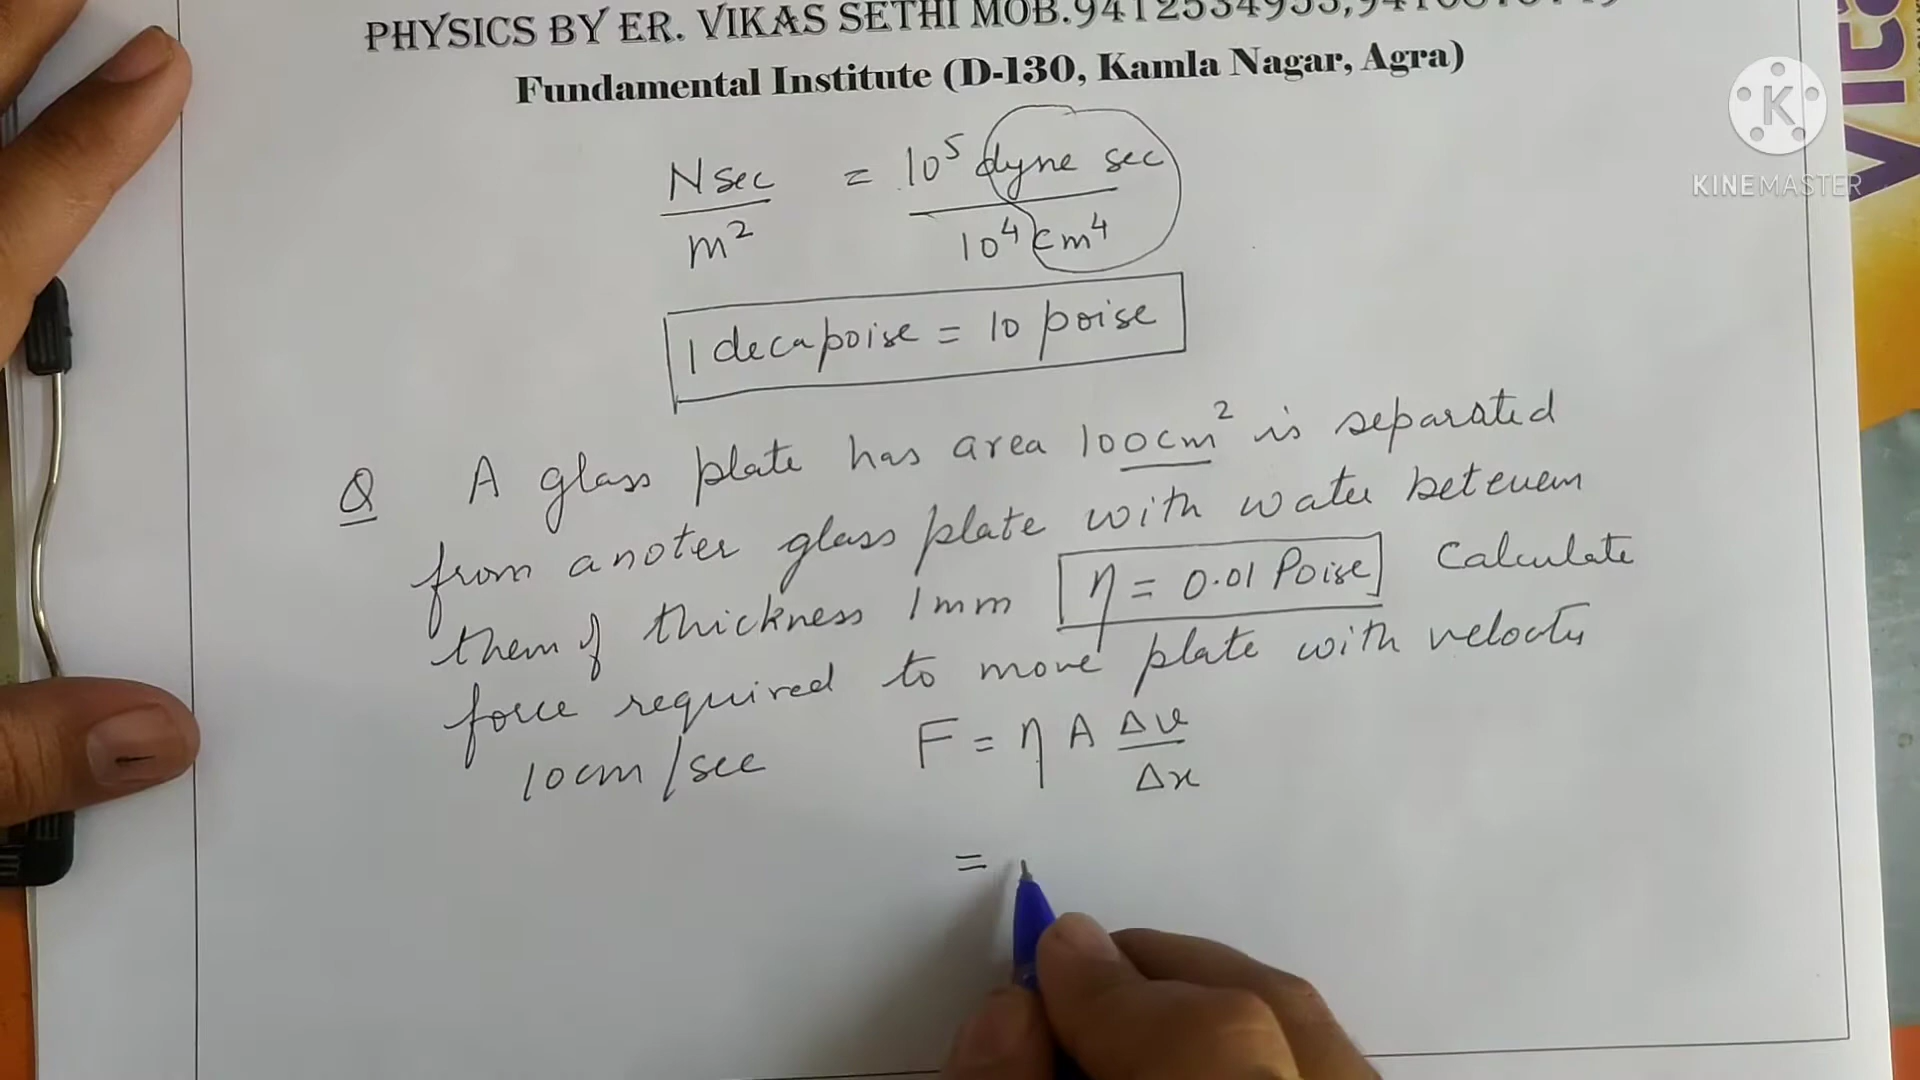 PHYSICS BY ER. VIKAS SETHI MOB.9412534953,
Fundamental Institute (D-130, Kamla Nagar, Agra)
K
KINEMASTER
N sec / m² = 10⁵ dyne sec / 10⁴ cm⁴
1 decapoise = 10 poise
Q A glass plate has area 100cm² is separated
from anoter glass plate with water between
them of thickness 1mm η = 0.01 Poise Calculate
force required to move plate with velocity
10cm/sec F = η A Δv / Δx
=